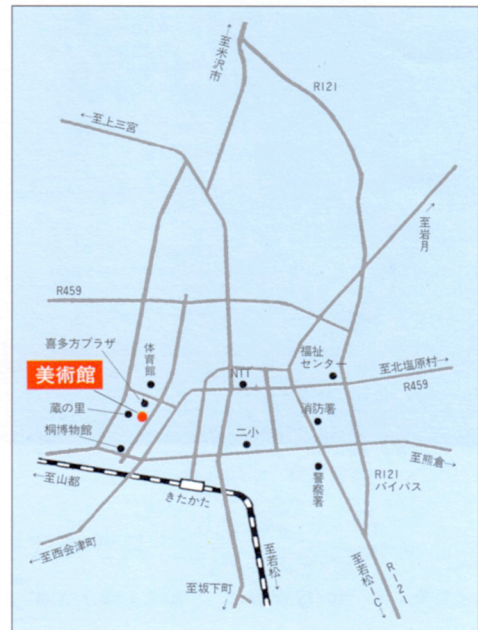 ↑至米沢市
R121
←至上三宮
至岩月→
R459
喜多方プラザ
体育館
福祉センター
NTT
至北塩原村→
R459
美術館
蔵の里
消防署
桐博物館
二小
至熊倉→
←至山都
警察署
R121バイパス
きたかた
←至西会津町
至若松→
至若松IC→
R121
至坂下町
↓